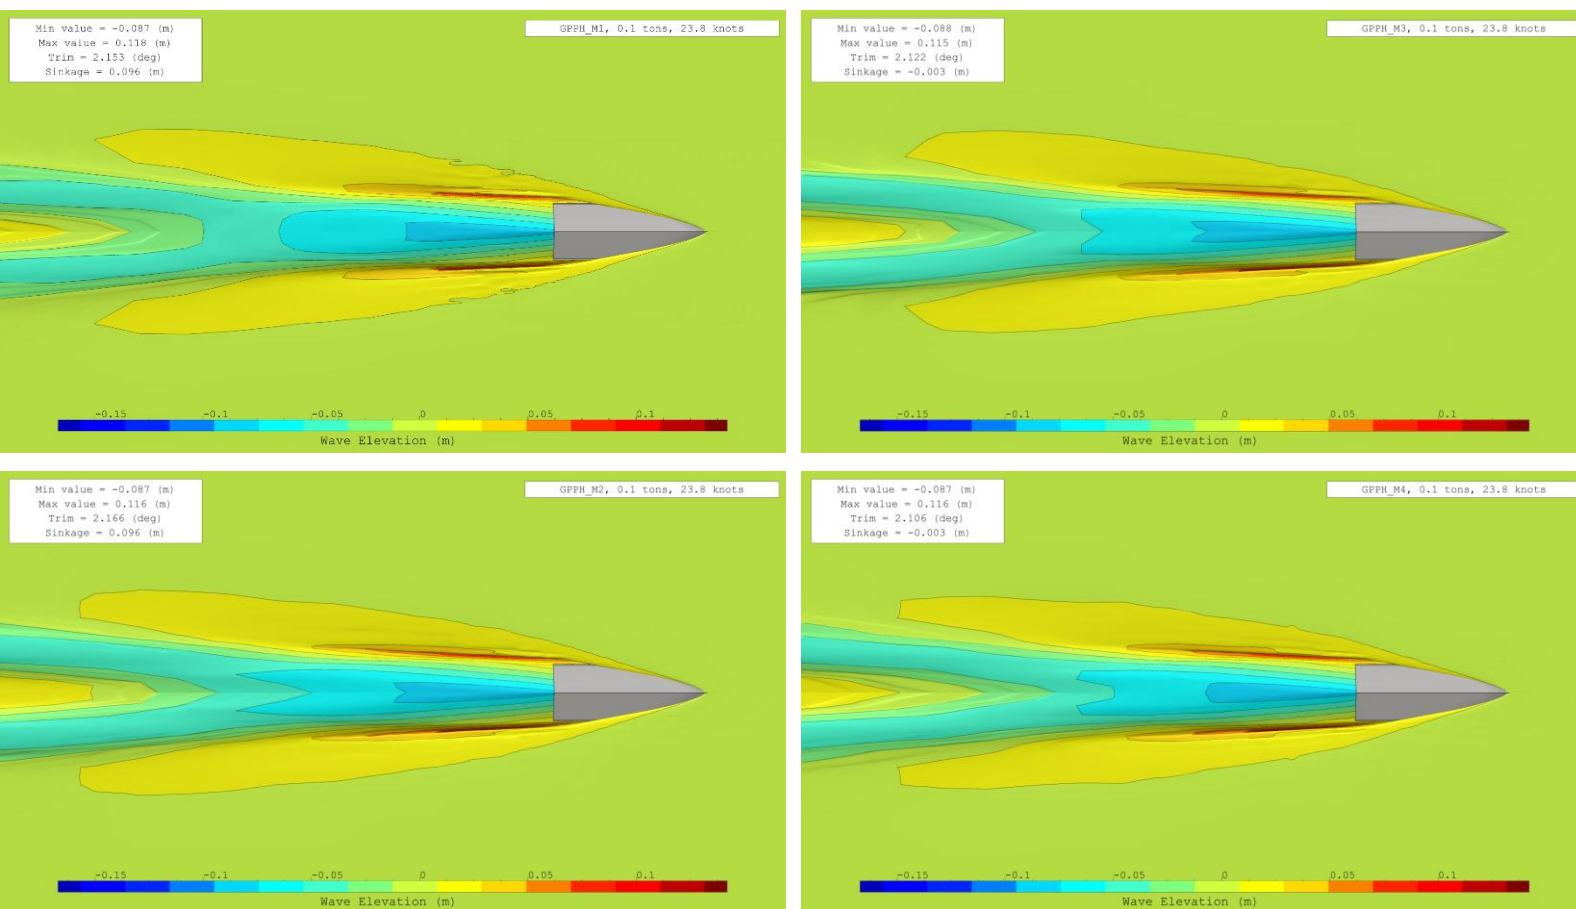 Min value = -0.087 (m)
Max value = 0.118 (m)
Trim = 2.153 (deg)
Sinkage = 0.096 (m)
GPPH_M1, 0.1 tons, 23.8 knots
-0.15 -0.1 -0.05 0 0.05 0.1
Wave Elevation (m)
Min value = -0.088 (m)
Max value = 0.115 (m)
Trim = 2.122 (deg)
Sinkage = -0.003 (m)
GPPH_M3, 0.1 tons, 23.8 knots
-0.15 -0.1 -0.05 0 0.05 0.1
Wave Elevation (m)
Min value = -0.087 (m)
Max value = 0.116 (m)
Trim = 2.166 (deg)
Sinkage = 0.096 (m)
GPPH_M2, 0.1 tons, 23.8 knots
-0.15 -0.1 -0.05 0 0.05 0.1
Wave Elevation (m)
Min value = -0.087 (m)
Max value = 0.116 (m)
Trim = 2.106 (deg)
Sinkage = -0.003 (m)
GPPH_M4, 0.1 tons, 23.8 knots
-0.15 -0.1 -0.05 0 0.05 0.1
Wave Elevation (m)